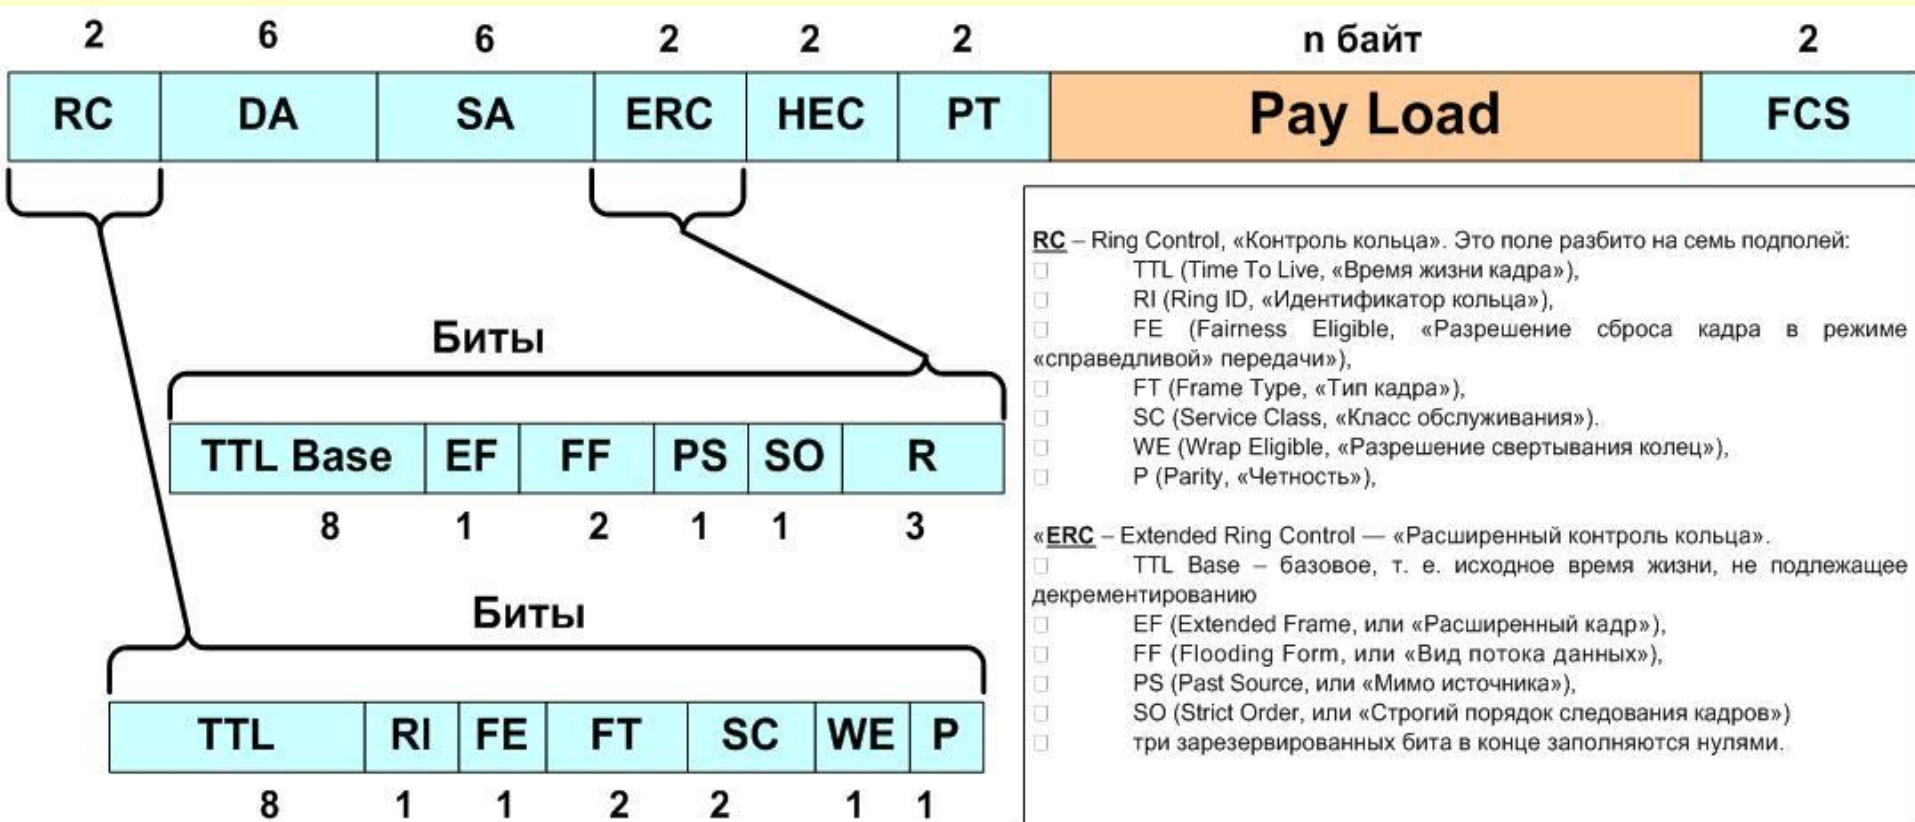 2 6 6 2 2 2 n байт 2
RC DA SA ERC HEC PT Pay Load FCS
Биты
TTL Base EF FF PS SO R
8 1 2 1 1 3
Биты
TTL RI FE FT SC WE P
8 1 1 2 2 1 1
RC – Ring Control, «Контроль кольца». Это поле разбито на семь подполей:
TTL (Time To Live, «Время жизни кадра»),
RI (Ring ID, «Идентификатор кольца»),
FE (Fairness Eligible, «Разрешение сброса кадра в режиме
«справедливой» передачи»),
FT (Frame Type, «Тип кадра»),
SC (Service Class, «Класс обслуживания»).
WE (Wrap Eligible, «Разрешение свертывания колец»),
P (Parity, «Четность»),
«ERC – Extended Ring Control — «Расширенный контроль кольца».
TTL Base – базовое, т. е. исходное время жизни, не подлежащее
декрементированию
EF (Extended Frame, или «Расширенный кадр»),
FF (Flooding Form, или «Вид потока данных»),
PS (Past Source, или «Мимо источника»),
SO (Strict Order, или «Строгий порядок следования кадров»)
три зарезервированных бита в конце заполняются нулями.